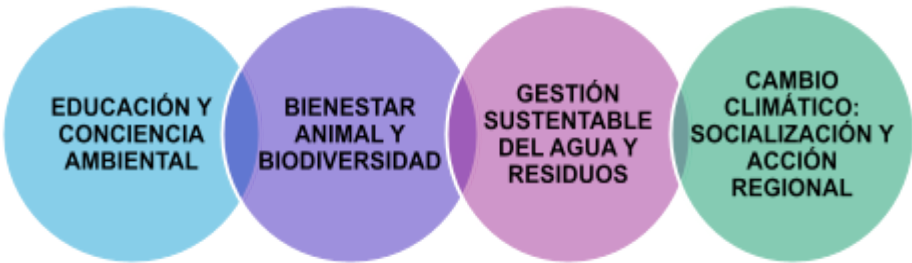 EDUCACIÓN Y
CONCIENCIA
AMBIENTAL
BIENESTAR
ANIMAL Y
BIODIVERSIDAD
GESTIÓN
SUSTENTABLE
DEL AGUA Y
RESIDUOS
CAMBIO
CLIMÁTICO:
SOCIALIZACIÓN Y
ACCIÓN
REGIONAL